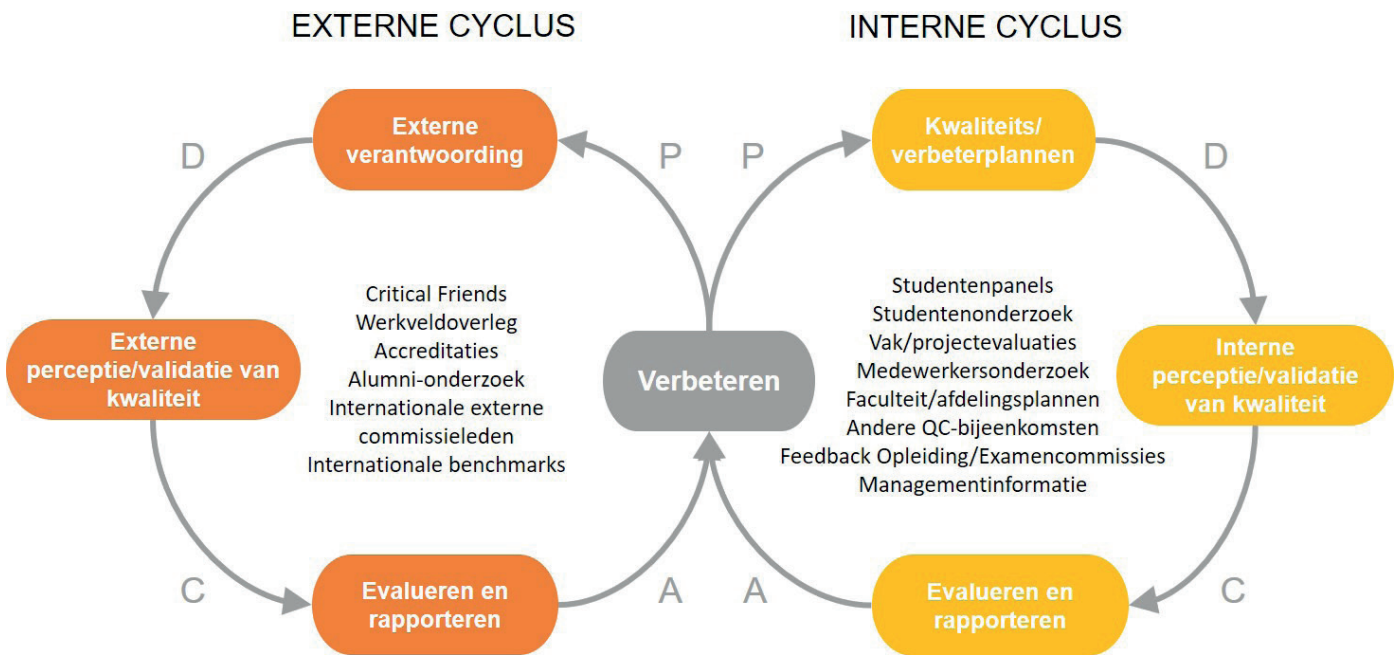 EXTERNE CYCLUS
INTERNE CYCLUS
Externe
verantwoording
Kwaliteits/
verbeterplannen
D
P
P
D
Critical Friends
Werkveldoverleg
Accreditaties
Alumni-onderzoek
Internationale externe
commissieleden
Internationale benchmarks
Studentenpanels
Studentenonderzoek
Vak/projectevaluaties
Medewerkersonderzoek
Faculteit/afdelingsplannen
Andere QC-bijeenkomsten
Feedback Opleiding/Examencommissies
Managementinformatie
Externe
perceptie/validatie van
kwaliteit
Verbeteren
Interne
perceptie/validatie
van kwaliteit
C
A
A
C
Evalueren en
rapporteren
Evalueren en
rapporteren